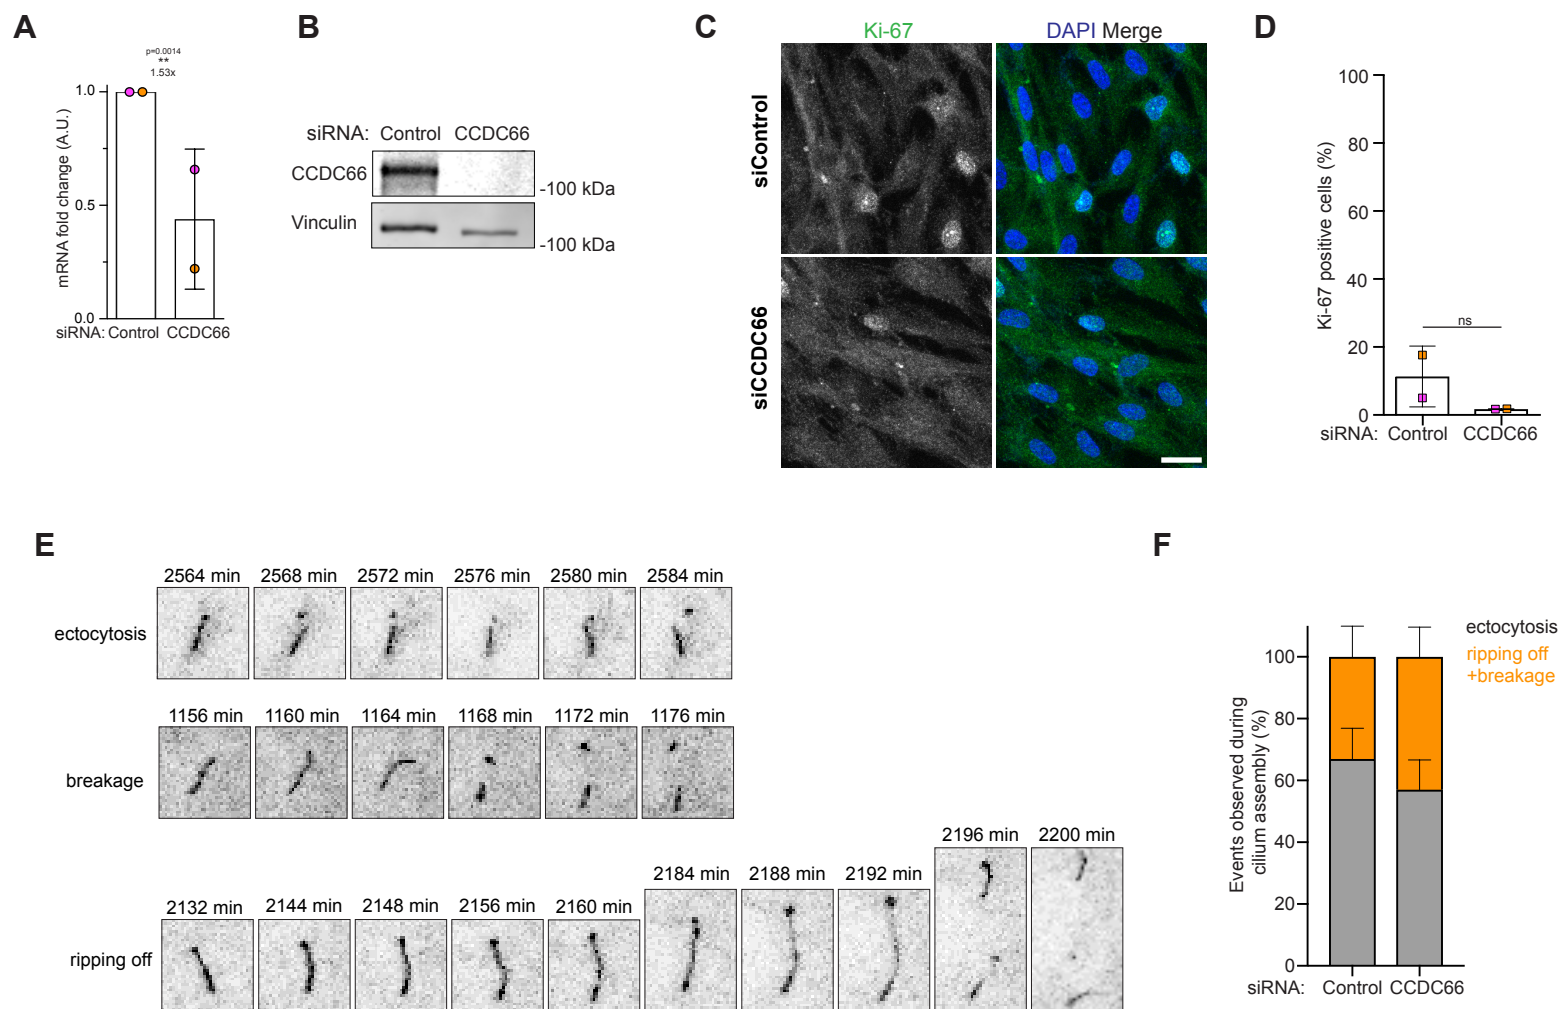 A
p=0.0014
**
1.53x
mRNA fold change (A.U.)
1.0
0.5
0.0
siRNA: Control CCDC66
B
siRNA: Control CCDC66
CCDC66
-100 kDa
Vinculin
-100 kDa
C
Ki-67
DAPI Merge
siControl
siCCDC66
D
Ki-67 positive cells (%)
100
80
60
40
20
0
ns
siRNA: Control CCDC66
E
2564 min 2568 min 2572 min 2576 min 2580 min 2584 min
ectocytosis
1156 min 1160 min 1164 min 1168 min 1172 min 1176 min
breakage
2132 min 2144 min 2148 min 2156 min 2160 min 2184 min 2188 min 2192 min 2196 min 2200 min
ripping off
F
Events observed during
cilium assembly (%)
100
80
60
40
20
0
ectocytosis
ripping off
+breakage
siRNA: Control CCDC66